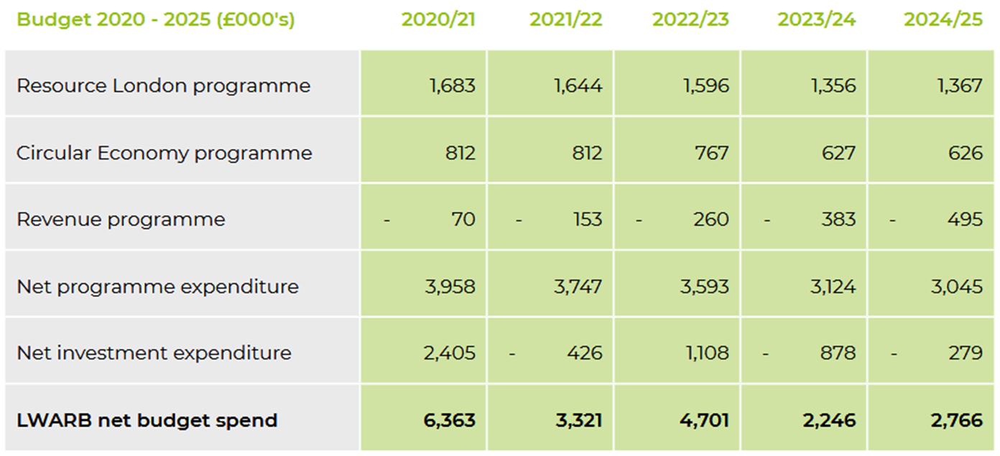 Budget 2020 - 2025 (£000's) 2020/21 2021/22 2022/23 2023/24 2024/25
Resource London programme 1,683 1,644 1,596 1,356 1,367
Circular Economy programme 812 812 767 627 626
Revenue programme - 70 - 153 - 260 - 383 - 495
Net programme expenditure 3,958 3,747 3,593 3,124 3,045
Net investment expenditure 2,405 - 426 1,108 - 878 - 279
LWARB net budget spend 6,363 3,321 4,701 2,246 2,766